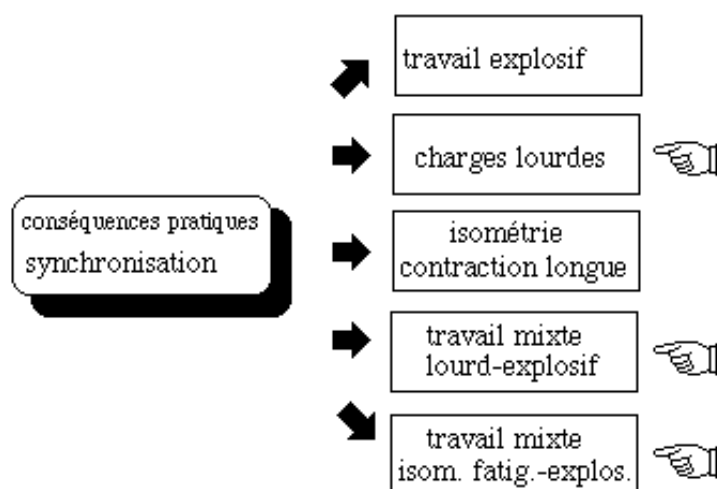 travail explosif
charges lourdes
conséquences pratiques
synchronisation
isométrie
contraction longue
travail mixte
lourd-explosif
travail mixte
isom. fatig.-explos.